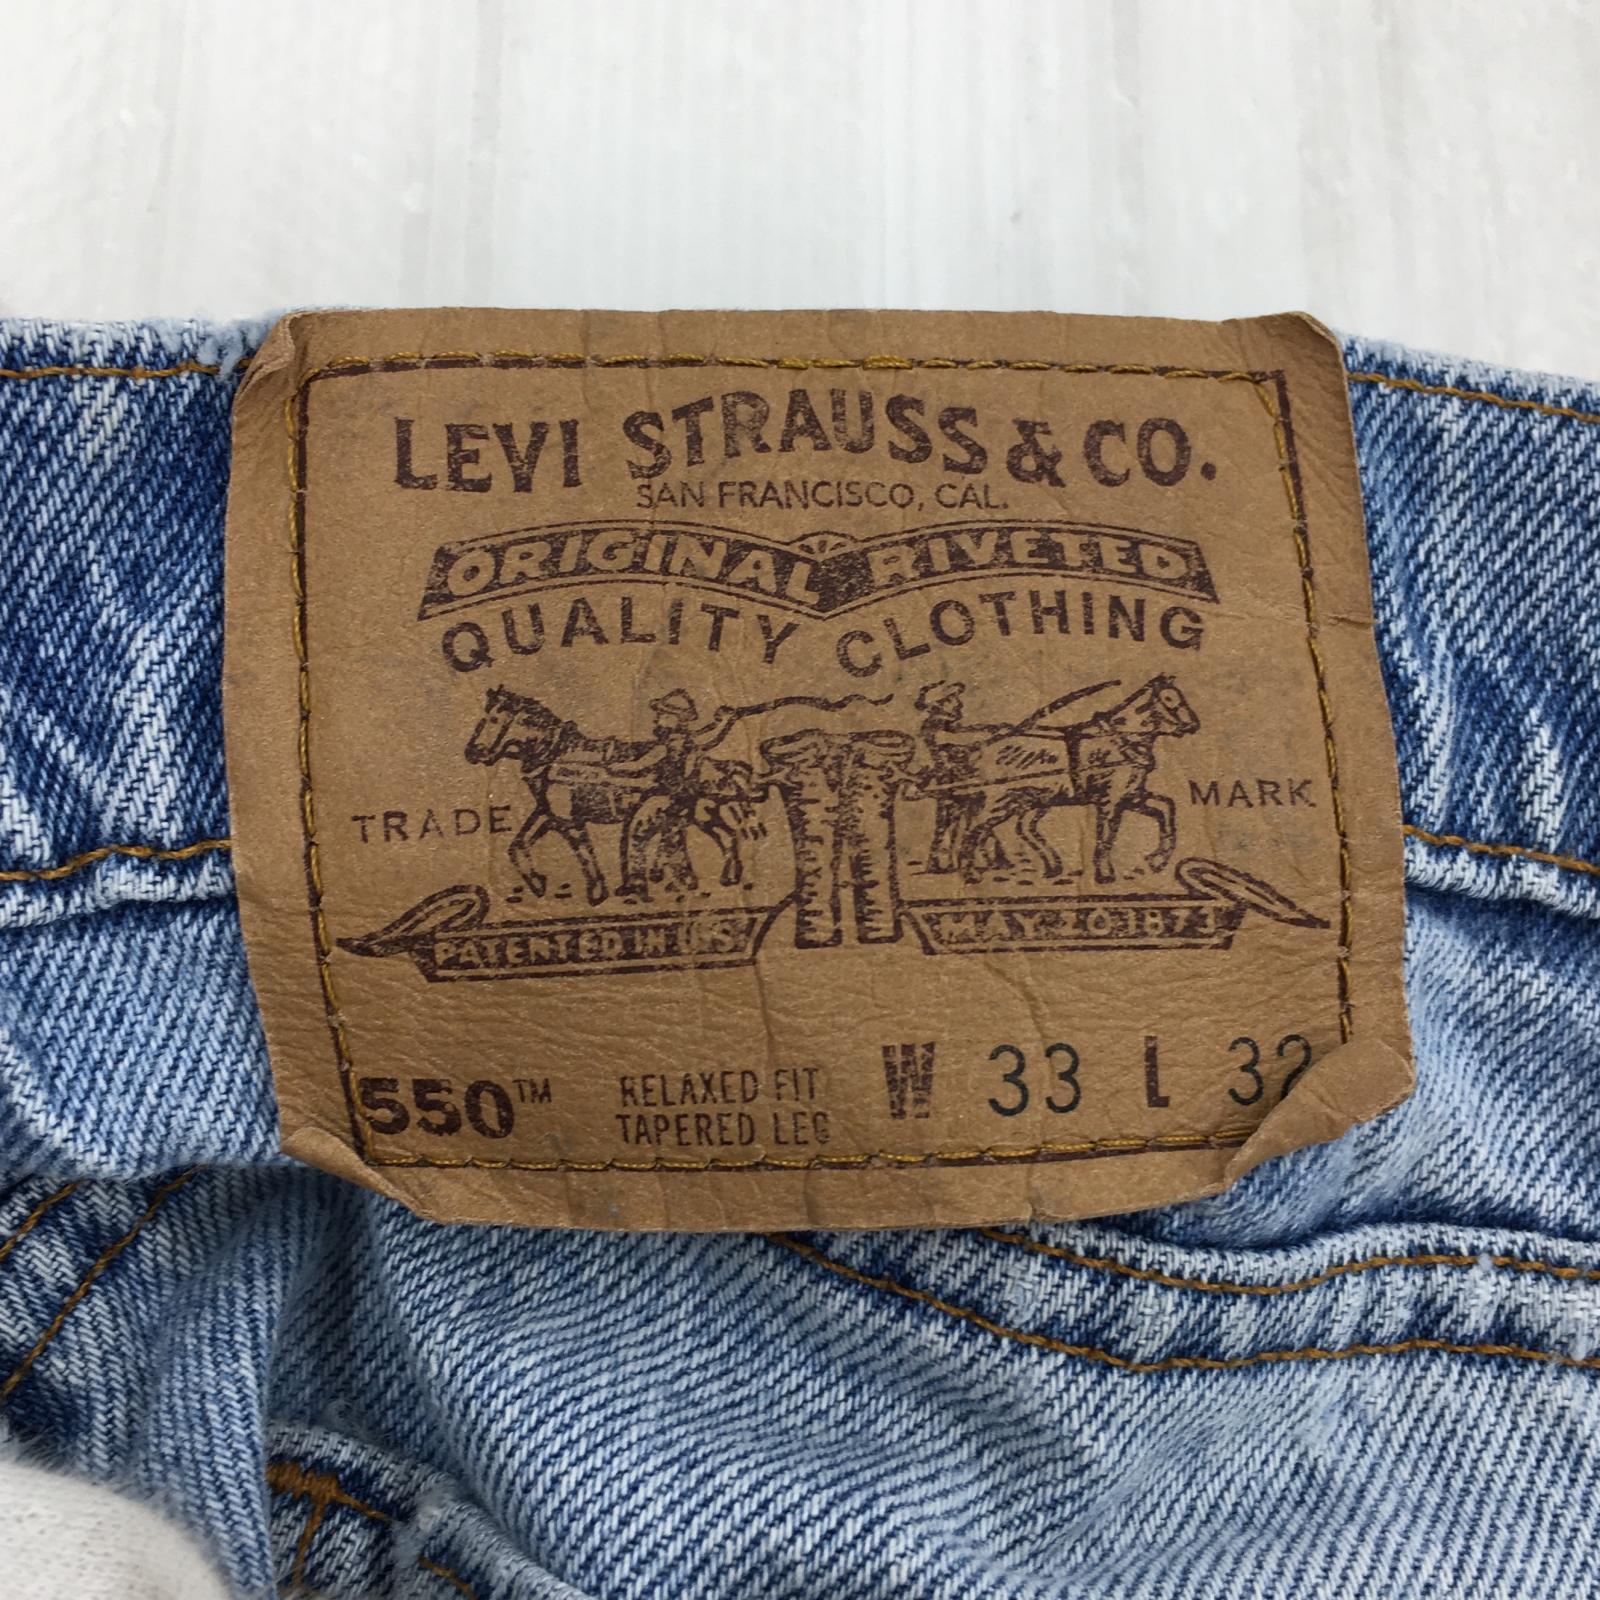 LEVI STRAUSS & CO.
SAN FRANCISCO, CAL.
ORIGINAL RIVETED
QUALITY CLOTHING
TRADE MARK
PATENTED IN U.S. MAY 20 1873
550™ RELAXED FIT W 33 L 32
TAPERED LEG